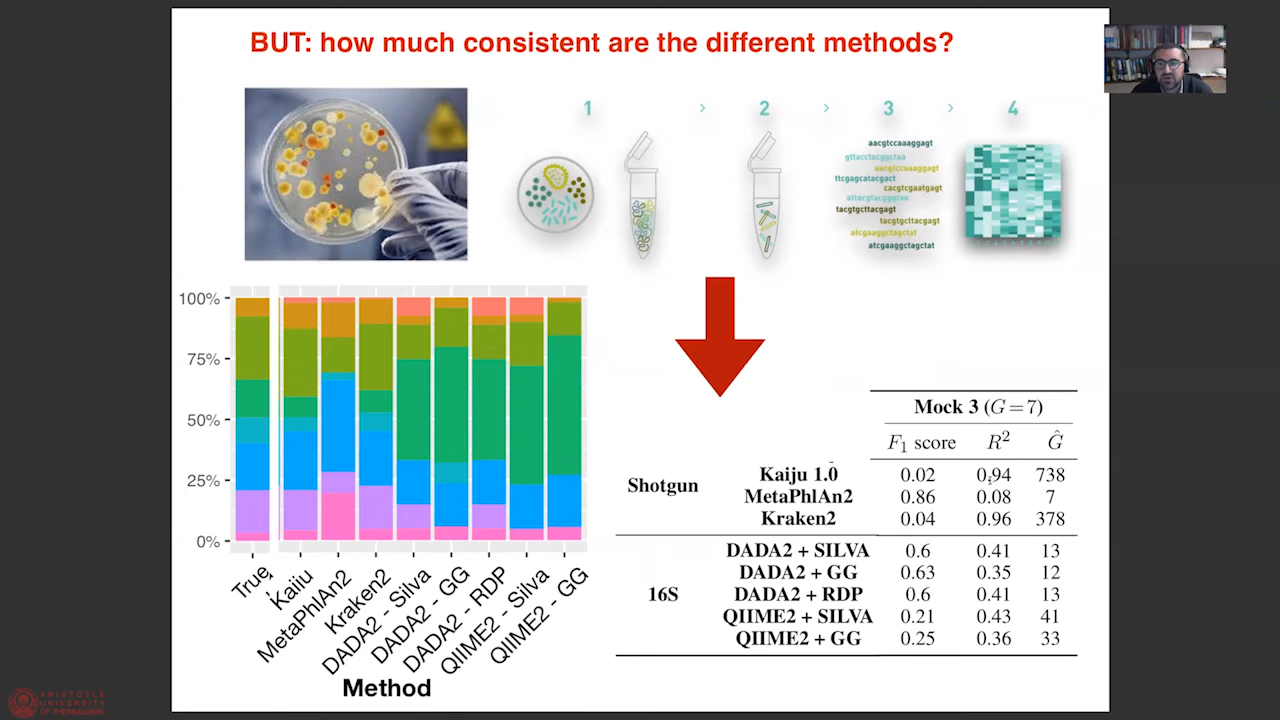 BUT: how much consistent are the different methods?
1 > 2 > 3 > 4
aacgtccaaaggagt
gttacctacggctaa
aacgtccaaaggagt
ttcgagcatacgact
cacgtcgaatgagt
attacgtacgggtaa
tacgtgcttacgagt
tacgtgcttacgagt
atcgaaggctagctat
atcgaaggctagctat
100%
75%
50%
25%
0%
True
Kaiju
MetaPhlAn2
Kraken2
DADA2 - Silva
DADA2 - GG
DADA2 - RDP
QIIME2 - Silva
QIIME2 - GG
Method
Mock 3 (G = 7)
F1 score R² Ĝ
Shotgun
Kaiju 1.0 0.02 0.94 738
MetaPhlAn2 0.86 0.08 7
Kraken2 0.04 0.96 378
16S
DADA2 + SILVA 0.6 0.41 13
DADA2 + GG 0.63 0.35 12
DADA2 + RDP 0.6 0.41 13
QIIME2 + SILVA 0.21 0.43 41
QIIME2 + GG 0.25 0.36 33
ARISTOTLE
UNIVERSITY
OF THESSALONIKI